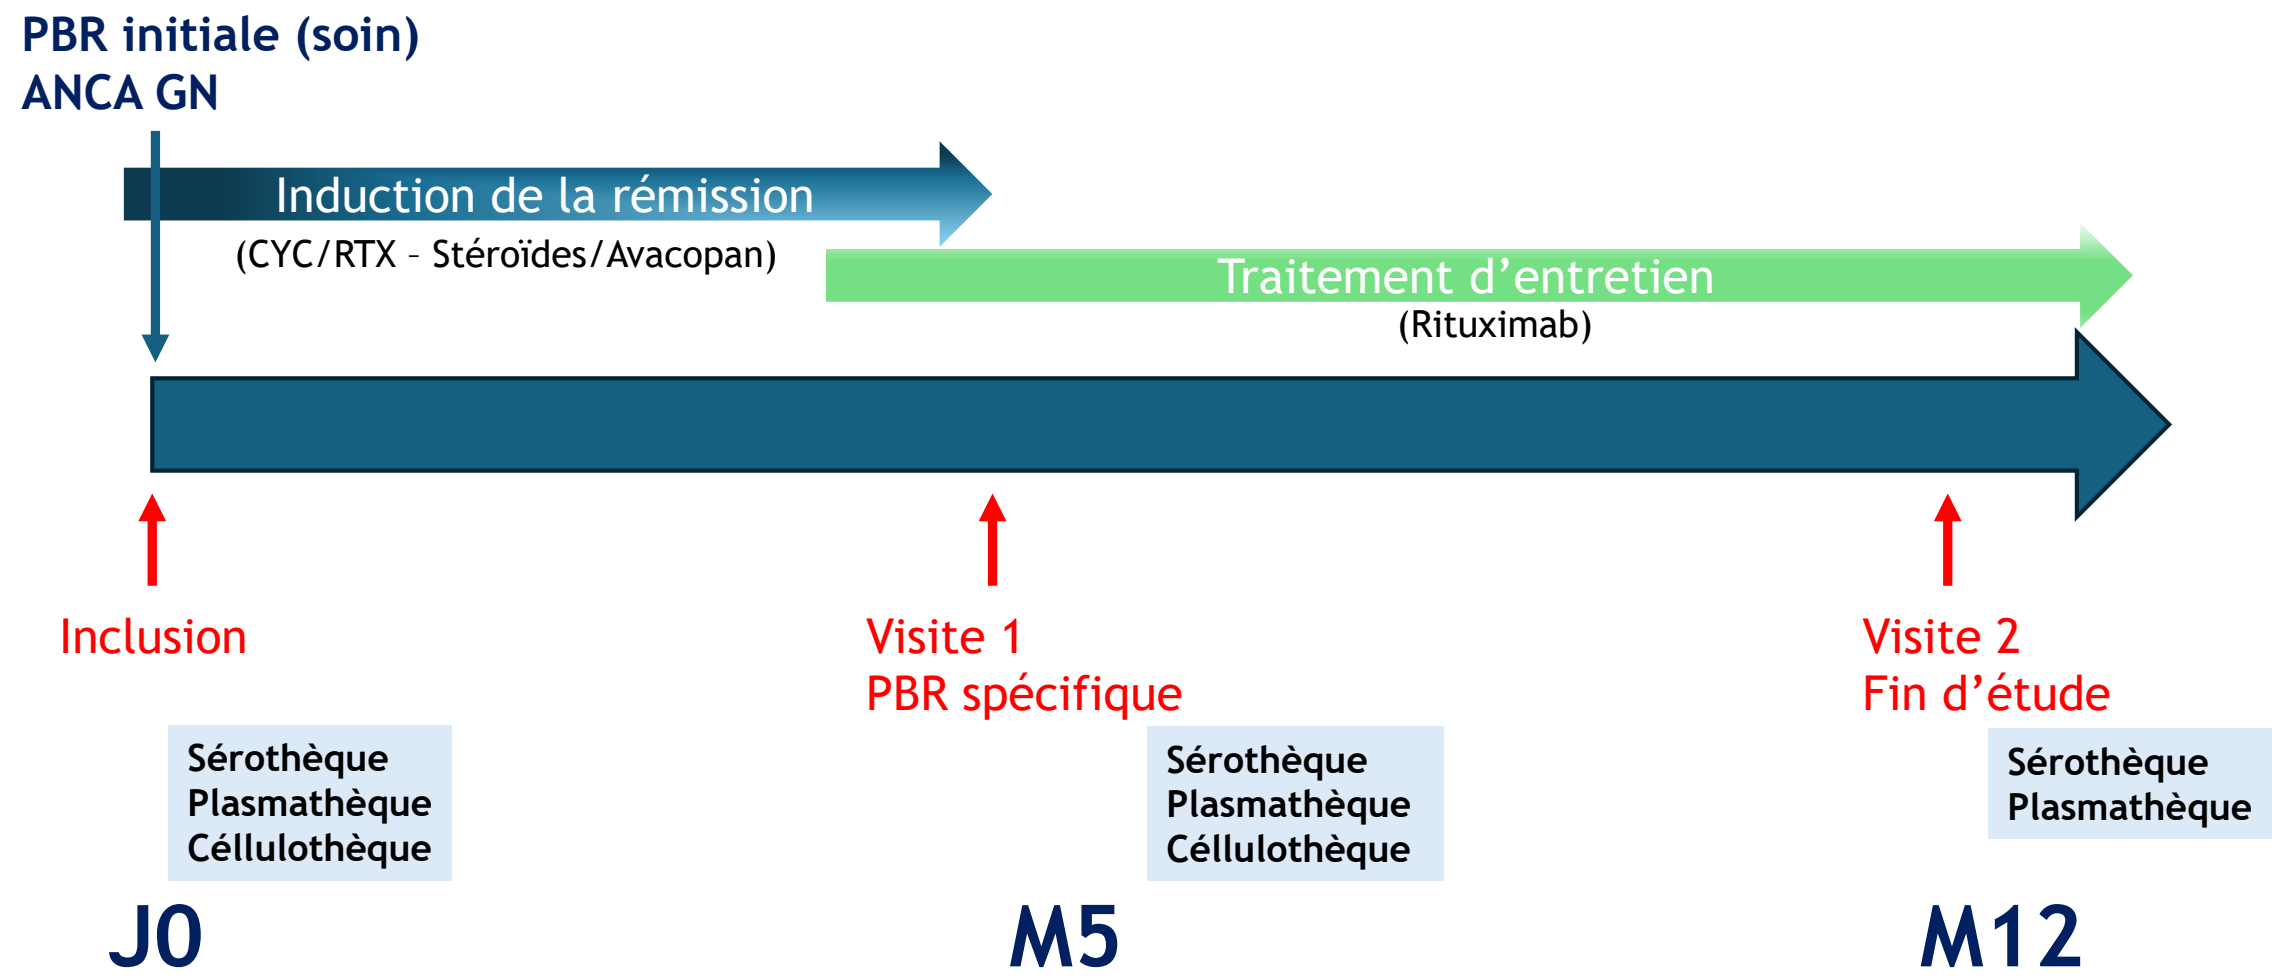 PBR initiale (soin)
ANCA GN
Induction de la rémission
(CYC/RTX – Stéroïdes/Avacopan)
Traitement d’entretien
(Rituximab)
Inclusion
Visite 1
PBR spécifique
Visite 2
Fin d’étude
Sérothèque
Plasmathèque
Céllulothèque
Sérothèque
Plasmathèque
Céllulothèque
Sérothèque
Plasmathèque
J0
M5
M12